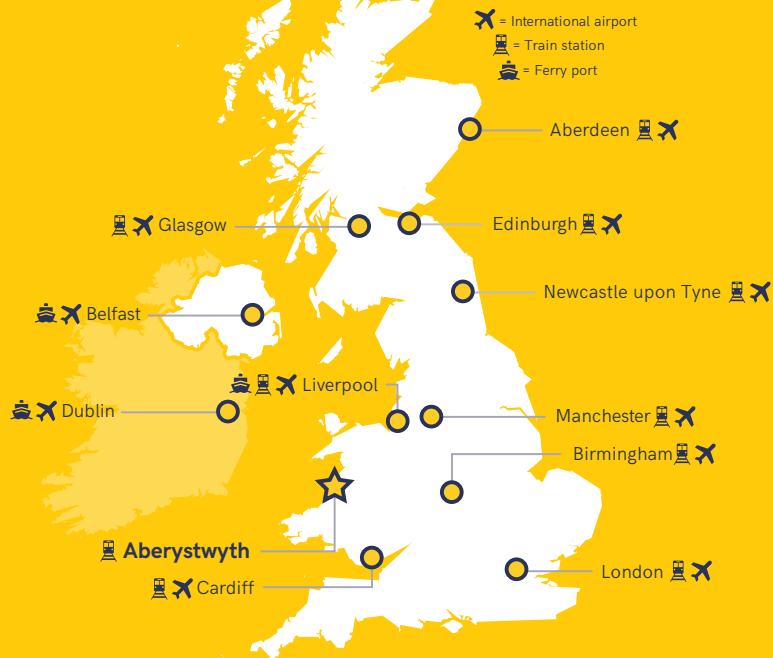 = International airport
= Train station
= Ferry port
Aberdeen
Glasgow
Edinburgh
Newcastle upon Tyne
Belfast
Liverpool
Dublin
Manchester
Birmingham
Aberystwyth
London
Cardiff